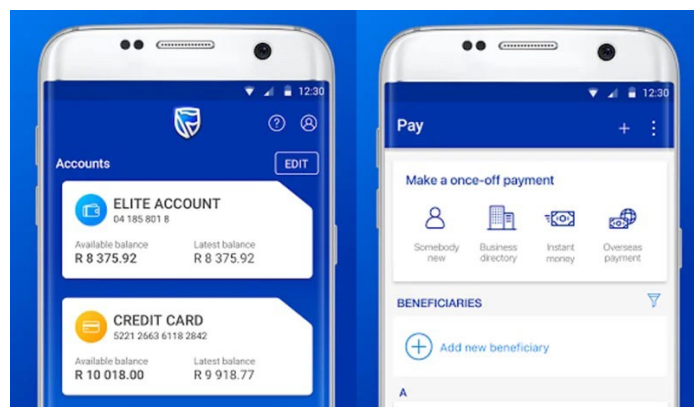 12:30
Accounts
EDIT
ELITE ACCOUNT
04 185 801 8
Available balance
Latest balance
R 8 375.92
R 8 375.92
CREDIT CARD
5221 2663 6118 2842
Available balance
Latest balance
R 10 018.00
R 9 918.77
12:30
Pay
Make a once-off payment
Somebody new
Business directory
Instant money
Overseas payment
BENEFICIARIES
Add new beneficiary
A